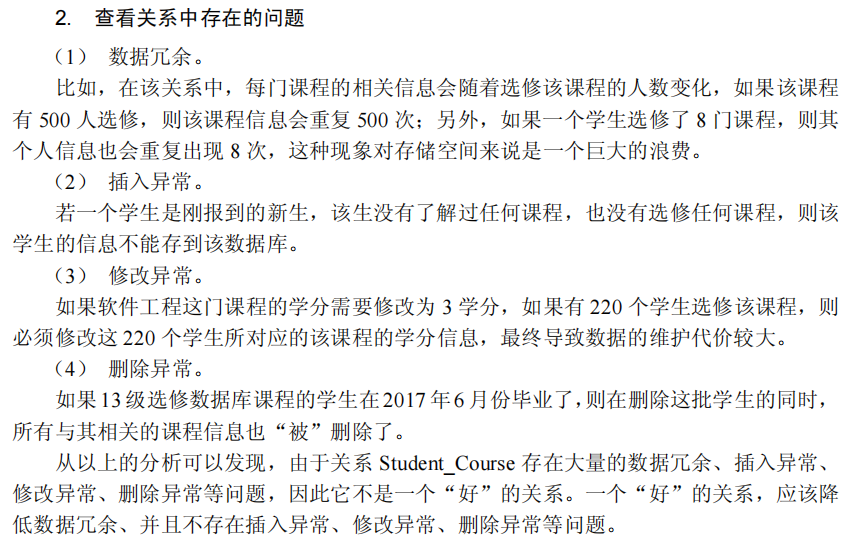 2. 查看关系中存在的问题
（1） 数据冗余。
比如，在该关系中，每门课程的相关信息会随着选修该课程的人数变化，如果该课程
有 500 人选修，则该课程信息会重复 500 次；另外，如果一个学生选修了 8 门课程，则其
个人信息也会重复出现 8 次，这种现象对存储空间来说是一个巨大的浪费。
（2） 插入异常。
若一个学生是刚报到的新生，该生没有了解过任何课程，也没有选修任何课程，则该
学生的信息不能存到该数据库。
（3） 修改异常。
如果软件工程这门课程的学分需要修改为 3 学分，如果有 220 个学生选修该课程，则
必须修改这 220 个学生所对应的该课程的学分信息，最终导致数据的维护代价较大。
（4） 删除异常。
如果 13 级选修数据库课程的学生在 2017 年 6 月份毕业了，则在删除这批学生的同时，
所有与其相关的课程信息也“被”删除了。
从以上的分析可以发现，由于关系 Student_Course 存在大量的数据冗余、插入异常、
修改异常、删除异常等问题，因此它不是一个“好”的关系。一个“好”的关系，应该降
低数据冗余、并且不存在插入异常、修改异常、删除异常等问题。